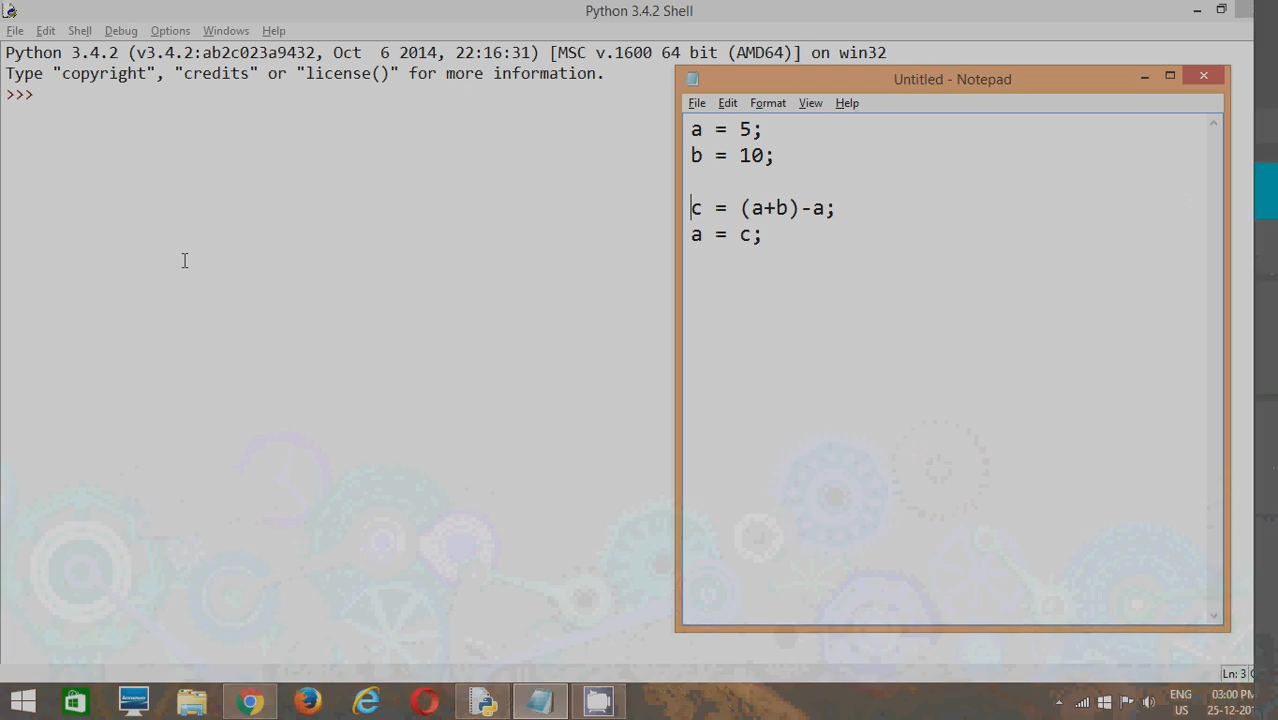 Python 3.4.2 Shell
File Edit Shell Debug Options Windows Help
Python 3.4.2 (v3.4.2:ab2c023a9432, Oct  6 2014, 22:16:31) [MSC v.1600 64 bit (AMD64)] on win32
Type "copyright", "credits" or "license()" for more information.
>>>
Untitled - Notepad
File Edit Format View Help
a = 5;
b = 10;
c = (a+b)-a;
a = c;
Ln: 3
ENG 03:00 PM
US